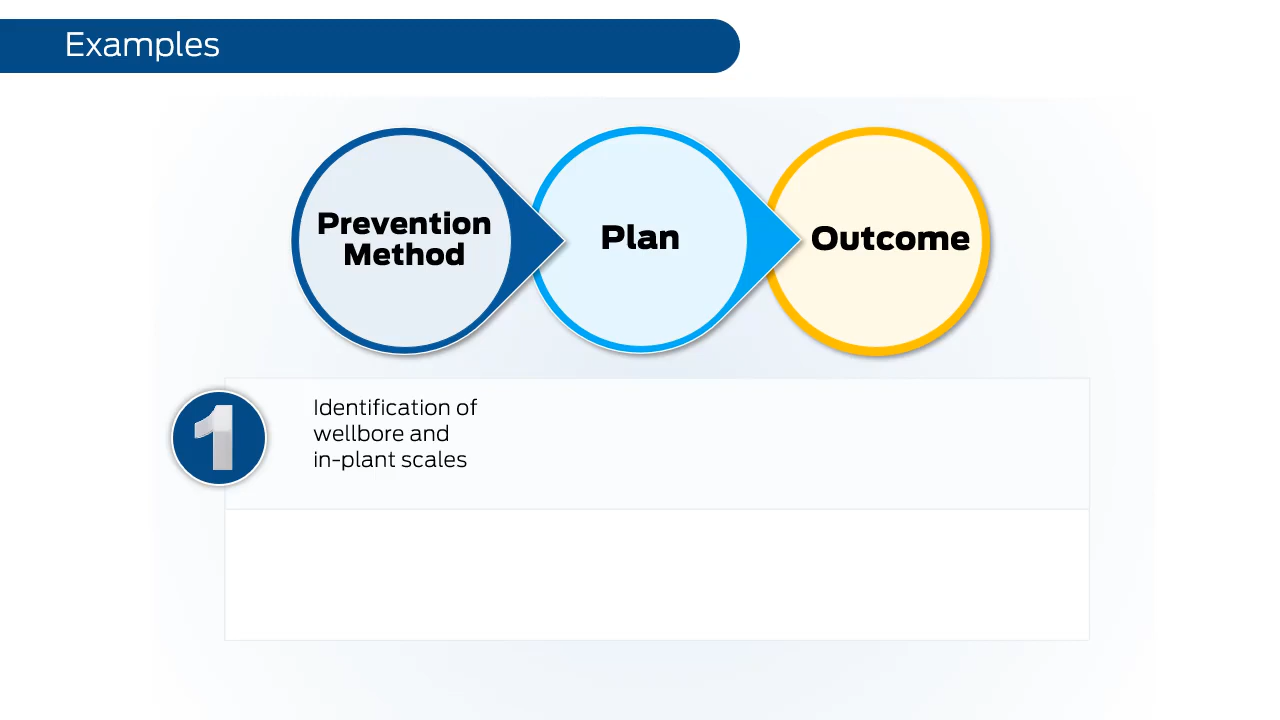 Examples
Prevention
Method
Plan
Outcome
1
Identification of
wellbore and
in-plant scales